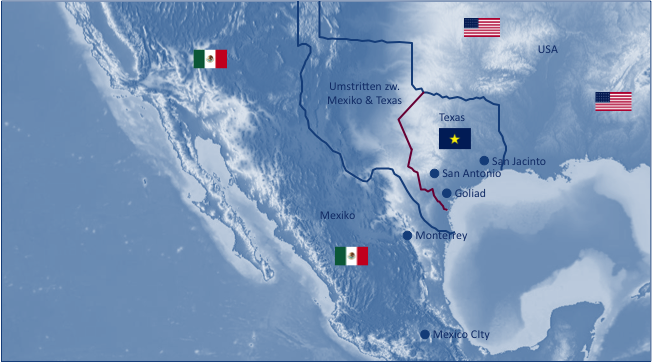 USA
Umstritten zw.
Mexiko & Texas
Texas
San Jacinto
San Antonio
Goliad
Mexiko
Monterrey
Mexico CIty